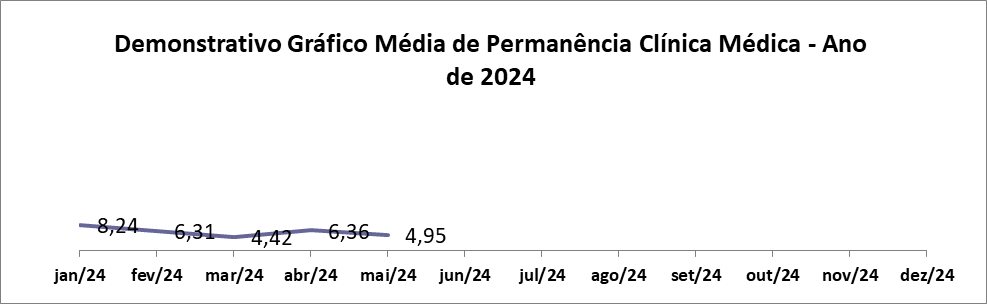 Demonstrativo Gráfico Média de Permanência Clínica Médica - Ano
de 2024
8,24
6,31
4,42
6,36
4,95
jan/24 fev/24 mar/24 abr/24 mai/24 jun/24 jul/24 ago/24 set/24 out/24 nov/24 dez/24